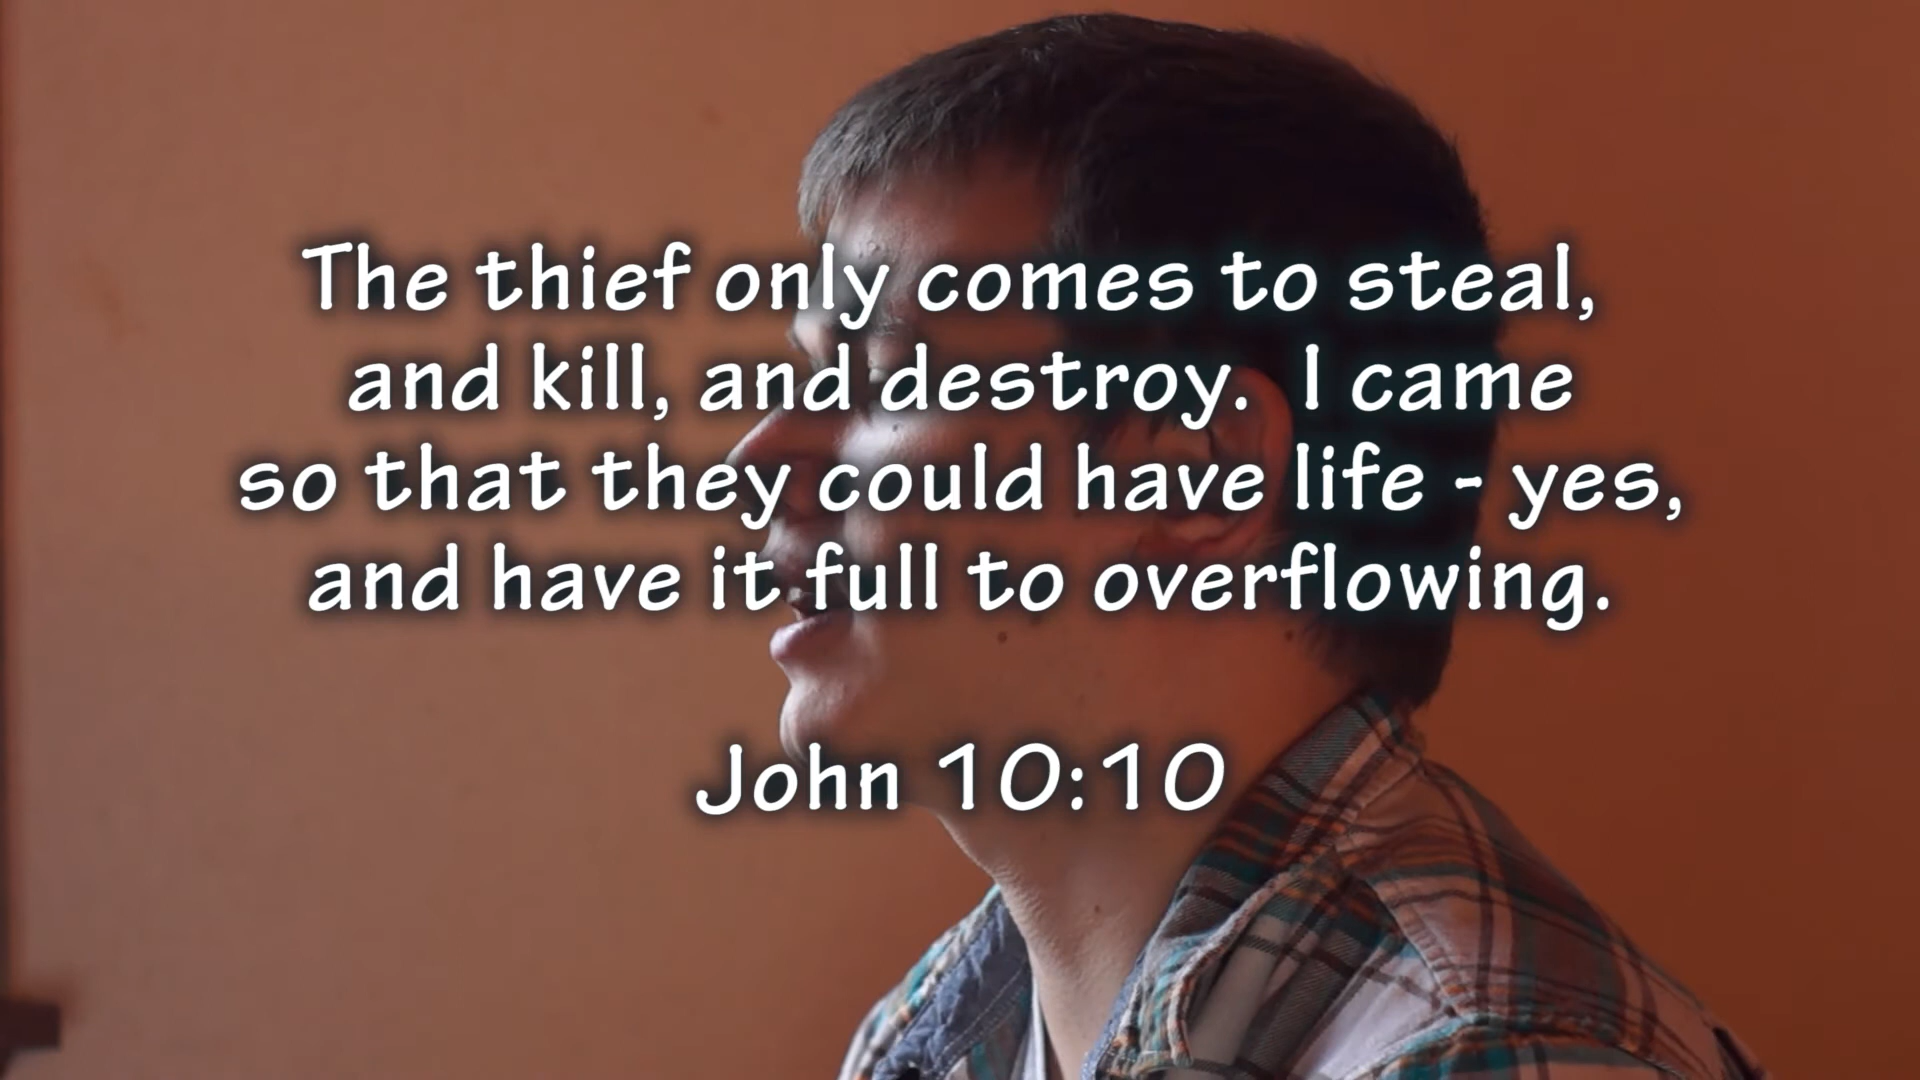 The thief only comes to steal,
and kill, and destroy.  I came
so that they could have life - yes,
and have it full to overflowing.
John 10:10